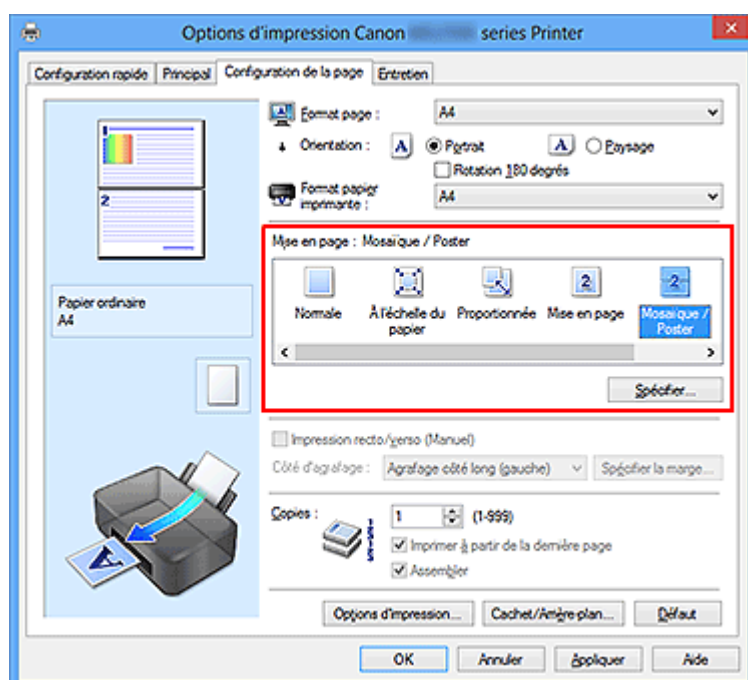 Options d'impression Canon series Printer
Configuration rapide Principal Configuration de la page Entretien
Format page : A4
Orientation : A Portrait A Paysage
Rotation 180 degrés
Format papier imprimante : A4
Mise en page : Mosaïque / Poster
Normale
À l'échelle du papier
Proportionnée
2
Mise en page
2
Mosaïque / Poster
Spécifier...
2
Papier ordinaire
A4
Impression recto/verso (Manuel)
Côté d'agrafage : Agrafage côté long (gauche) Spécifier la marge...
Copies : 1 (1-999)
Imprimer à partir de la dernière page
Assembler
A
Options d'impression... Cachet/Arrière-plan... Défaut
OK Annuler Appliquer Aide